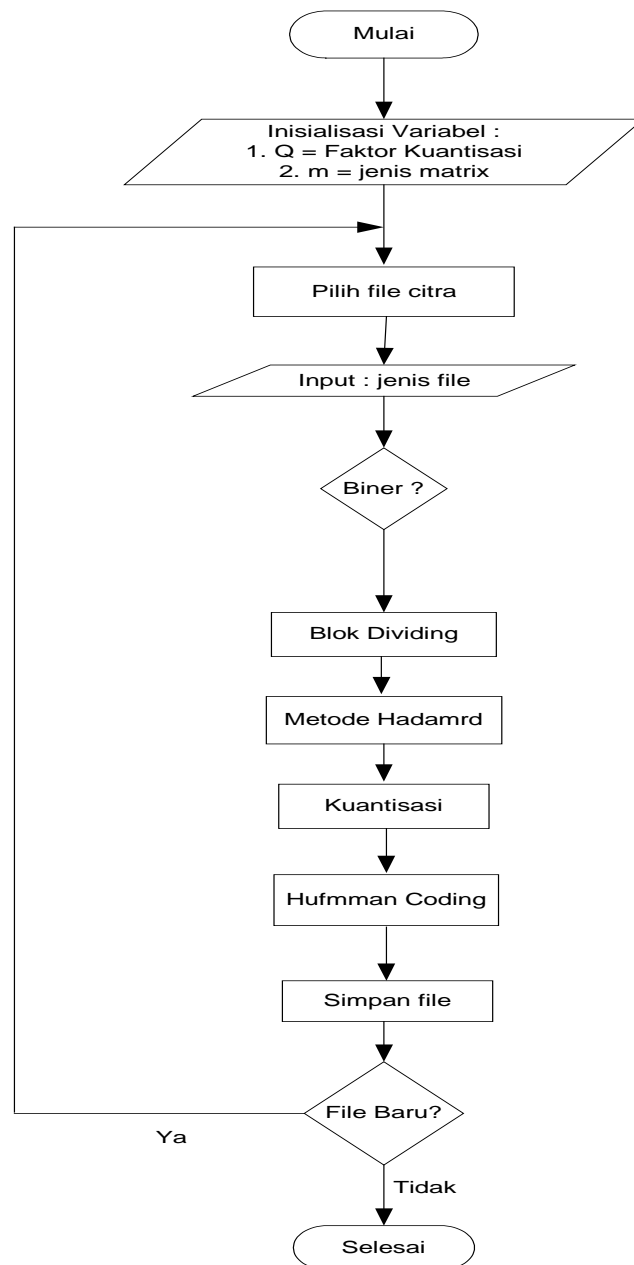 Mulai
Inisialisasi Variabel :
1. Q = Faktor Kuantisasi
2. m = jenis matrix
Pilih file citra
Input : jenis file
Biner ?
Blok Dividing
Metode Hadamrd
Kuantisasi
Hufmman Coding
Simpan file
File Baru?
Ya
Tidak
Selesai